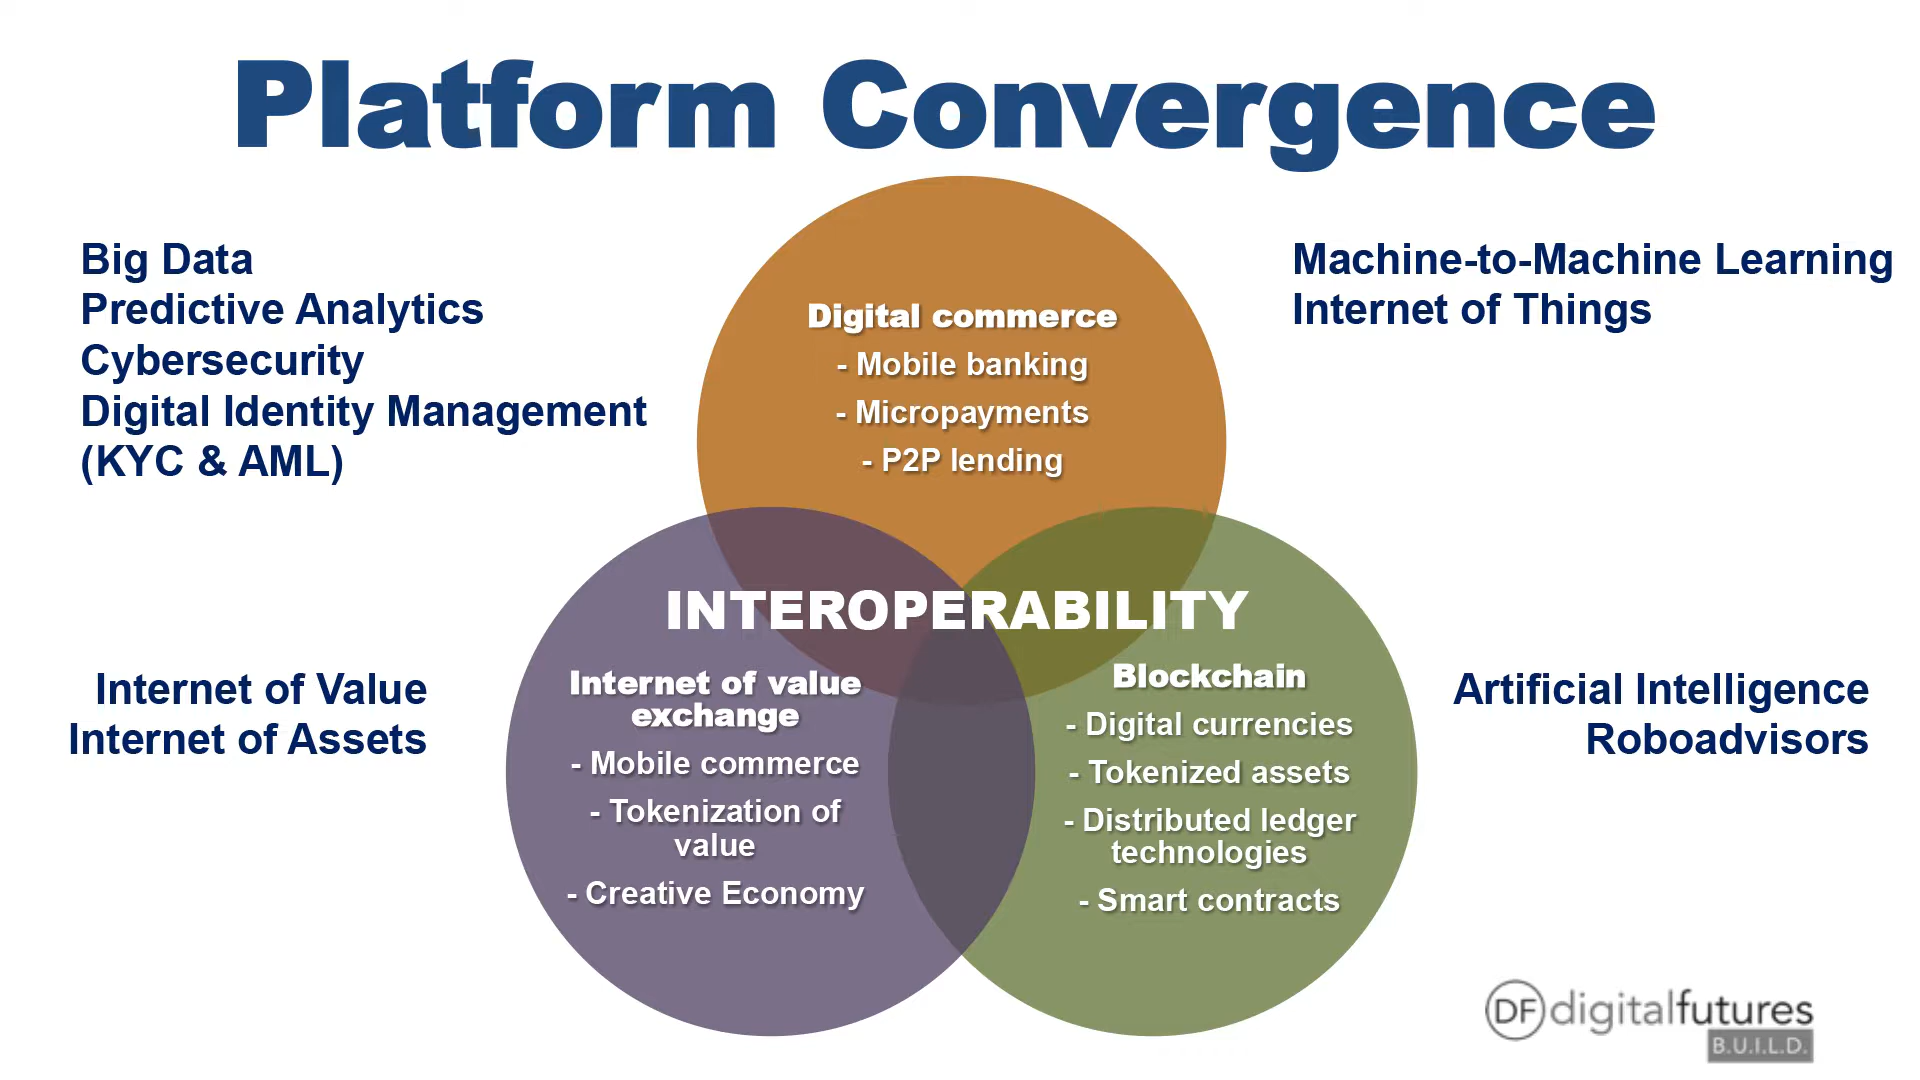 Platform Convergence
Big Data
Predictive Analytics
Cybersecurity
Digital Identity Management
(KYC & AML)
Machine-to-Machine Learning
Internet of Things
Digital commerce
- Mobile banking
- Micropayments
- P2P lending
INTEROPERABILITY
Internet of Value
Internet of Assets
Internet of value
exchange
- Mobile commerce
- Tokenization of
value
- Creative Economy
Blockchain
- Digital currencies
- Tokenized assets
- Distributed ledger
technologies
- Smart contracts
Artificial Intelligence
Roboadvisors
DF digitalfutures
B.U.I.L.D.